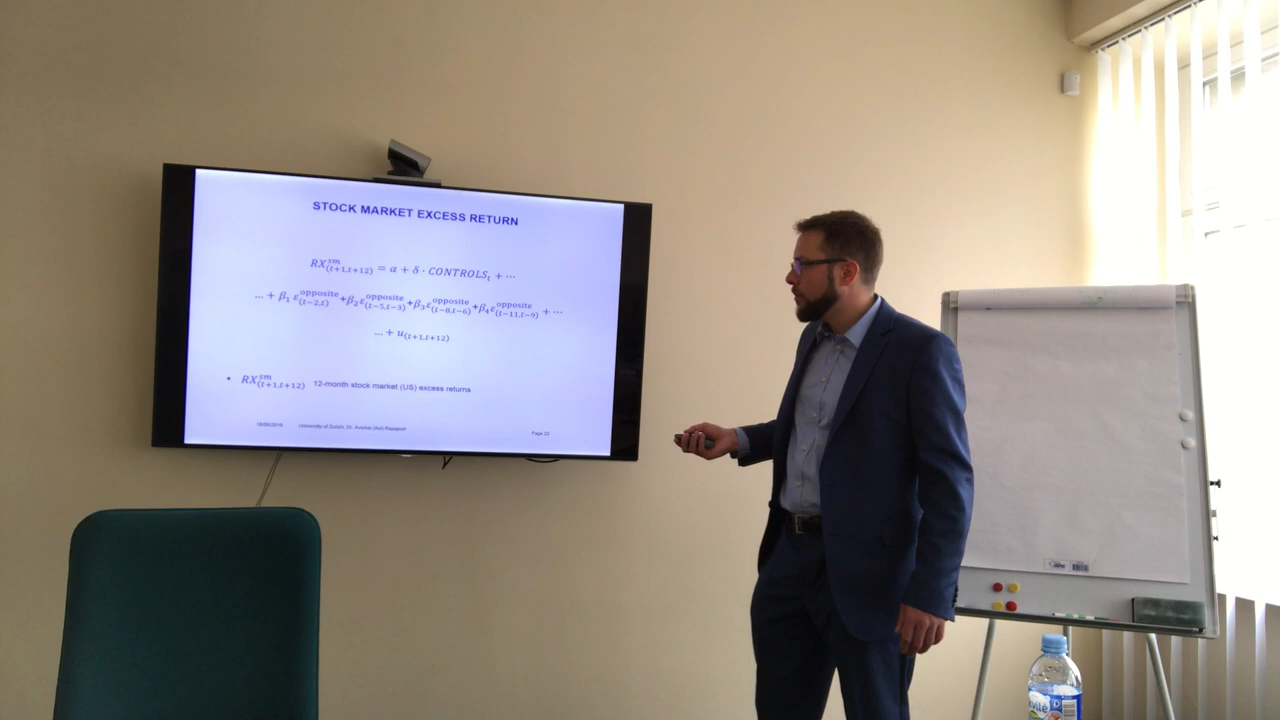 STOCK MARKET EXCESS RETURN
RX^{sm}_{(t+1,t+12)} = α + δ · CONTROLS_t + ⋯
… + β_1 ε^{opposite}_{(t−2,t)} + β_2 ε^{opposite}_{(t−5,t−3)} + β_3 ε^{opposite}_{(t−8,t−6)} + β_4 ε^{opposite}_{(t−11,t−9)} + ⋯
… + u_{(t+1,t+12)}
• RX^{sm}_{(t+1,t+12)} 12-month stock market (US) excess returns
University of Zurich, Dr. Avichai (Avi) Rapaport
Page 22